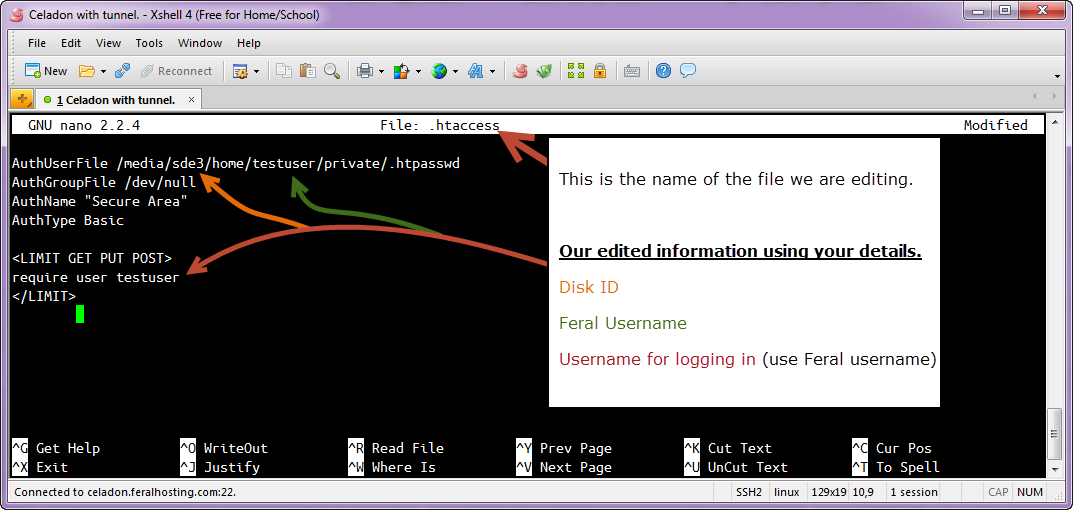 Celadon with tunnel. - Xshell 4 (Free for Home/School)
File Edit View Tools Window Help
New Reconnect
1 Celadon with tunnel.
GNU nano 2.2.4 File: .htaccess Modified
AuthUserFile /media/sde3/home/testuser/private/.htpasswd
AuthGroupFile /dev/null
AuthName "Secure Area"
AuthType Basic
<LIMIT GET PUT POST>
require user testuser
</LIMIT>
This is the name of the file we are editing.
Our edited information using your details.
Disk ID
Feral Username
Username for logging in (use Feral username)
^G Get Help ^O WriteOut ^R Read File ^Y Prev Page ^K Cut Text ^C Cur Pos
^X Exit ^J Justify ^W Where Is ^V Next Page ^U UnCut Text ^T To Spell
Connected to celadon.feralhosting.com:22. SSH2 linux 129x19 10,9 1 session CAP NUM